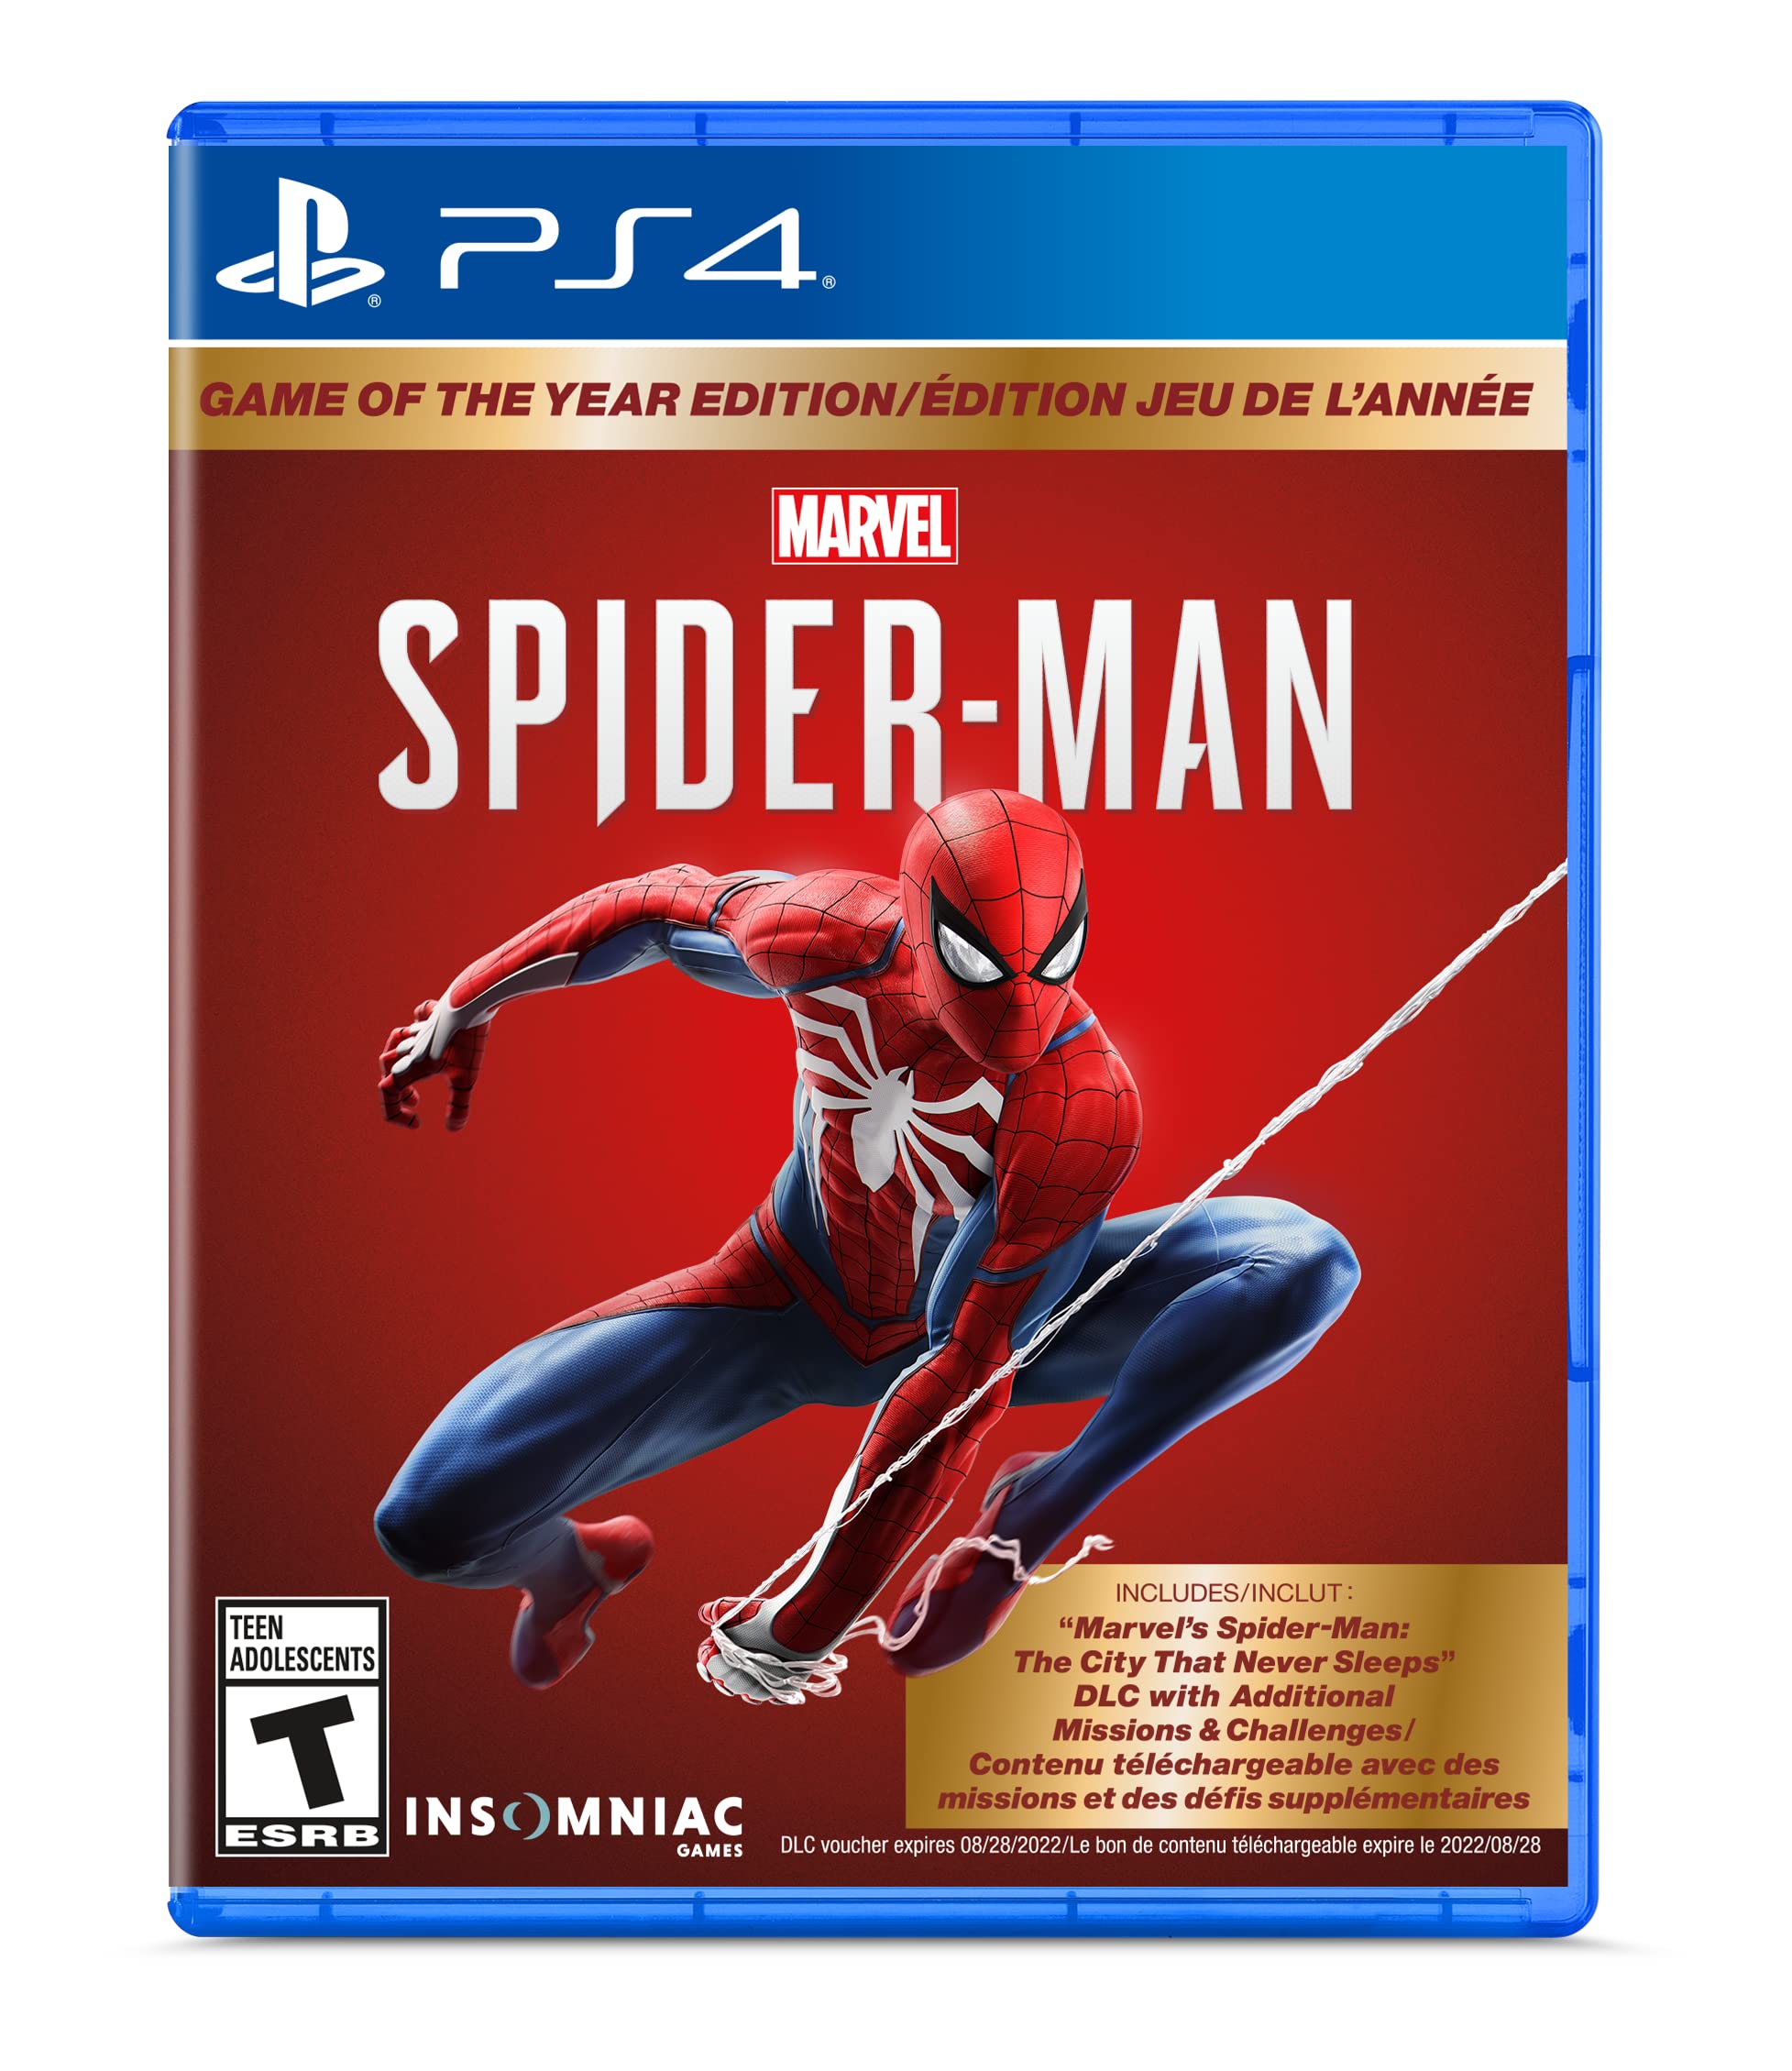 PS4®
GAME OF THE YEAR EDITION/ÉDITION JEU DE L'ANNÉE
MARVEL
SPIDER-MAN
INCLUDES/INCLUT :
“Marvel’s Spider-Man:
The City That Never Sleeps”
DLC with Additional
Missions & Challenges/
Contenu téléchargeable avec des
missions et des défis supplémentaires
TEEN
ADOLESCENTS
T
ESRB
INSOMNIAC
GAMES
DLC voucher expires 08/28/2022/Le bon de contenu téléchargeable expire le 2022/08/28